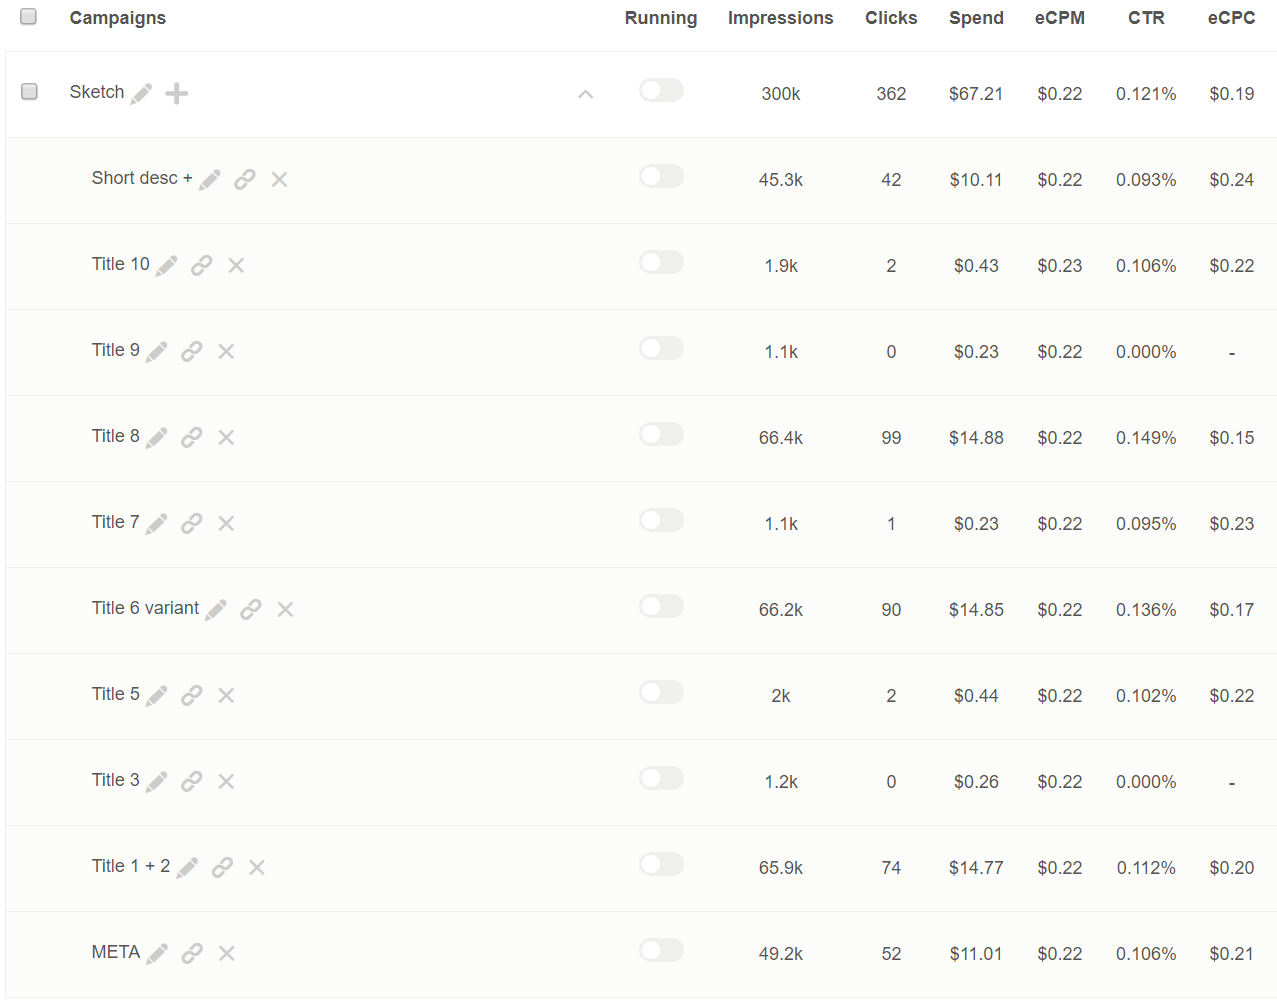 Campaigns Running Impressions Clicks Spend eCPM CTR eCPC
Sketch 300k 362 $67.21 $0.22 0.121% $0.19
Short desc + 45.3k 42 $10.11 $0.22 0.093% $0.24
Title 10 1.9k 2 $0.43 $0.23 0.106% $0.22
Title 9 1.1k 0 $0.23 $0.22 0.000% -
Title 8 66.4k 99 $14.88 $0.22 0.149% $0.15
Title 7 1.1k 1 $0.23 $0.22 0.095% $0.23
Title 6 variant 66.2k 90 $14.85 $0.22 0.136% $0.17
Title 5 2k 2 $0.44 $0.22 0.102% $0.22
Title 3 1.2k 0 $0.26 $0.22 0.000% -
Title 1 + 2 65.9k 74 $14.77 $0.22 0.112% $0.20
META 49.2k 52 $11.01 $0.22 0.106% $0.21